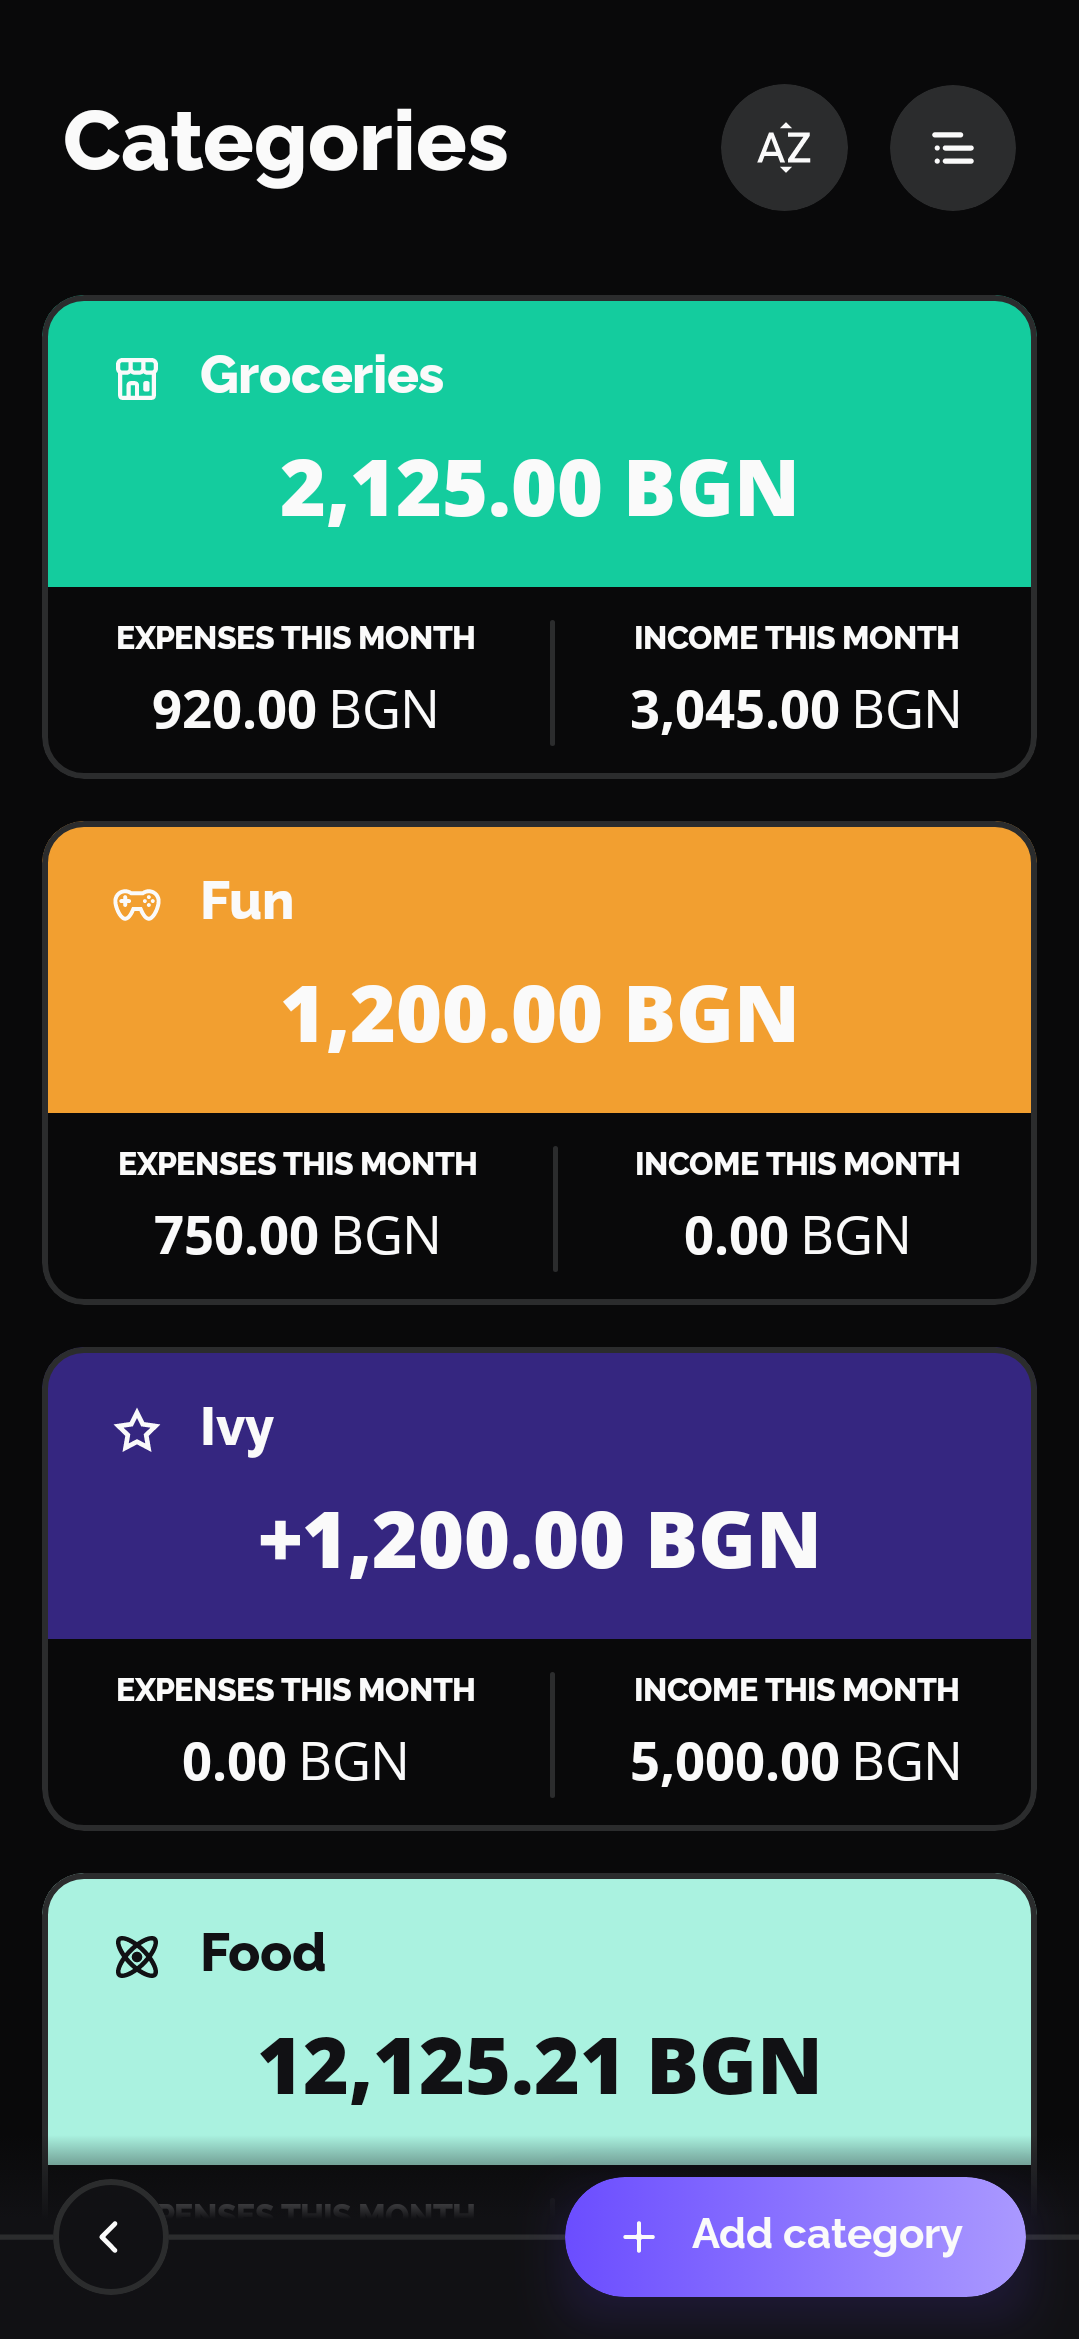 Categories
AZ
Groceries
2,125.00 BGN
EXPENSES THIS MONTH
INCOME THIS MONTH
920.00 BGN
3,045.00 BGN
Fun
1,200.00 BGN
EXPENSES THIS MONTH
INCOME THIS MONTH
750.00 BGN
0.00 BGN
Ivy
+1,200.00 BGN
EXPENSES THIS MONTH
INCOME THIS MONTH
0.00 BGN
5,000.00 BGN
Food
12,125.21 BGN
THIS MONTH
Add category